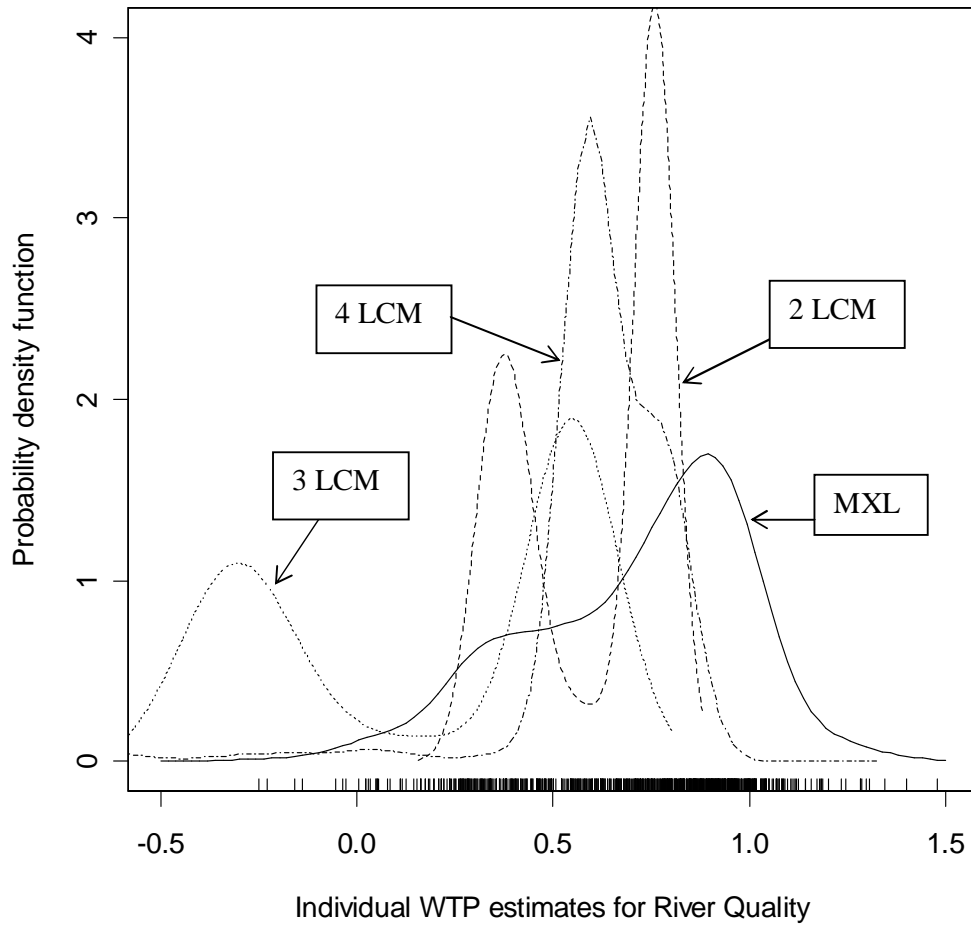 Probability density function
4
3
2
1
0
4 LCM
2 LCM
3 LCM
MXL
-0.5
0.0
0.5
1.0
1.5
Individual WTP estimates for River Quality